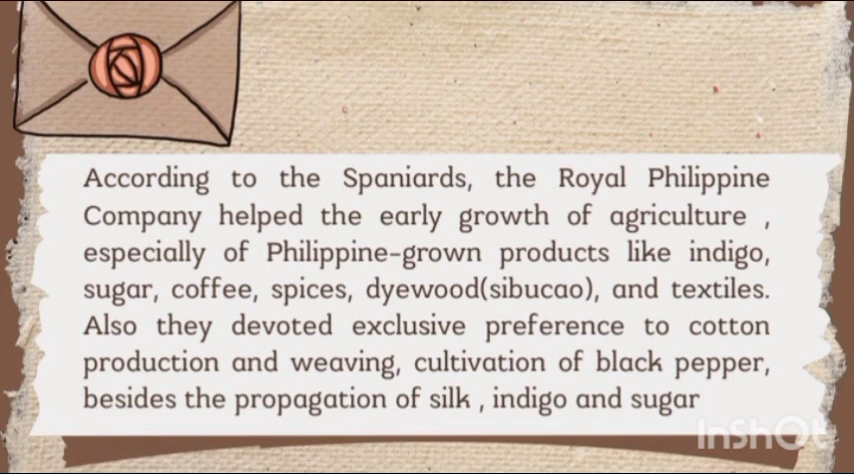 According to the Spaniards, the Royal Philippine
Company helped the early growth of agriculture ,
especially of Philippine-grown products like indigo,
sugar, coffee, spices, dyewood(sibucao), and textiles.
Also they devoted exclusive preference to cotton
production and weaving, cultivation of black pepper,
besides the propagation of silk , indigo and sugar
InShOt